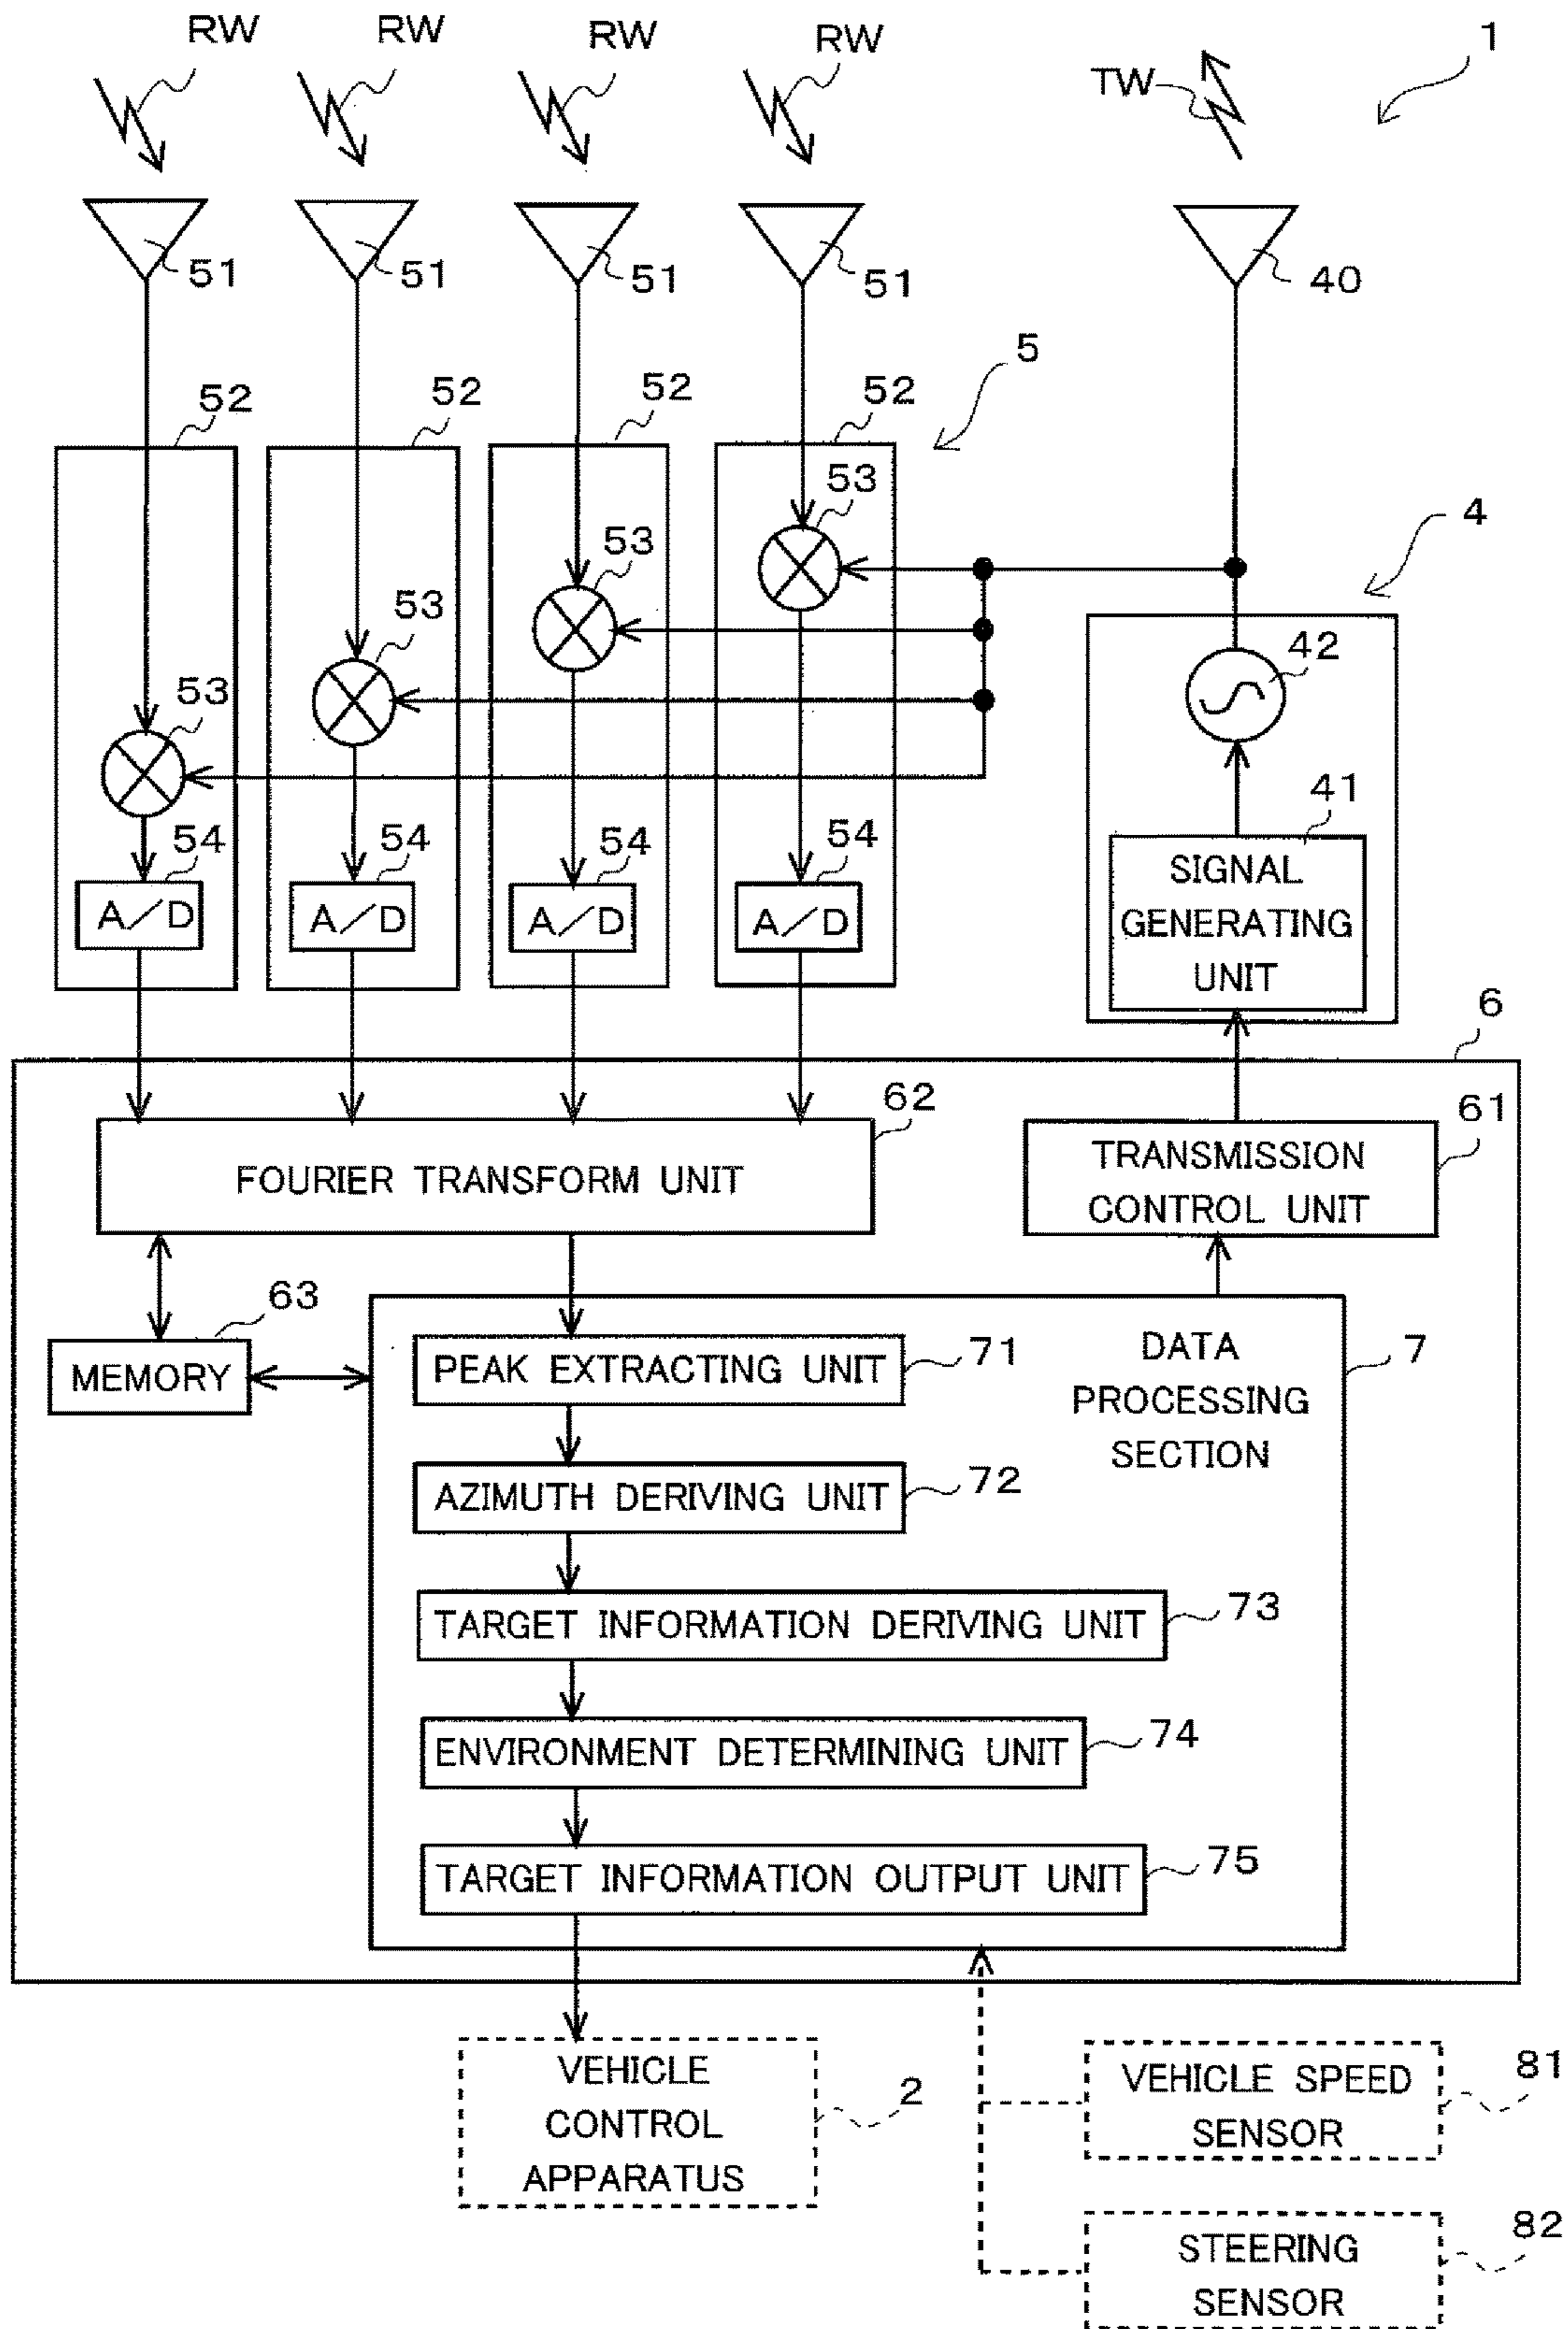 RW RW RW RW
TW
1
51 51 51 51 40
5
52 52 52 52
53
53
53
53
4
42
41
SIGNAL
GENERATING
UNIT
54 54 54 54
A/D A/D A/D A/D
6
62
FOURIER TRANSFORM UNIT
61
TRANSMISSION
CONTROL UNIT
63
MEMORY
DATA
PROCESSING
SECTION
7
PEAK EXTRACTING UNIT 71
AZIMUTH DERIVING UNIT 72
TARGET INFORMATION DERIVING UNIT 73
ENVIRONMENT DETERMINING UNIT 74
TARGET INFORMATION OUTPUT UNIT 75
VEHICLE
CONTROL
APPARATUS
2
VEHICLE SPEED
SENSOR
81
STEERING
SENSOR
82